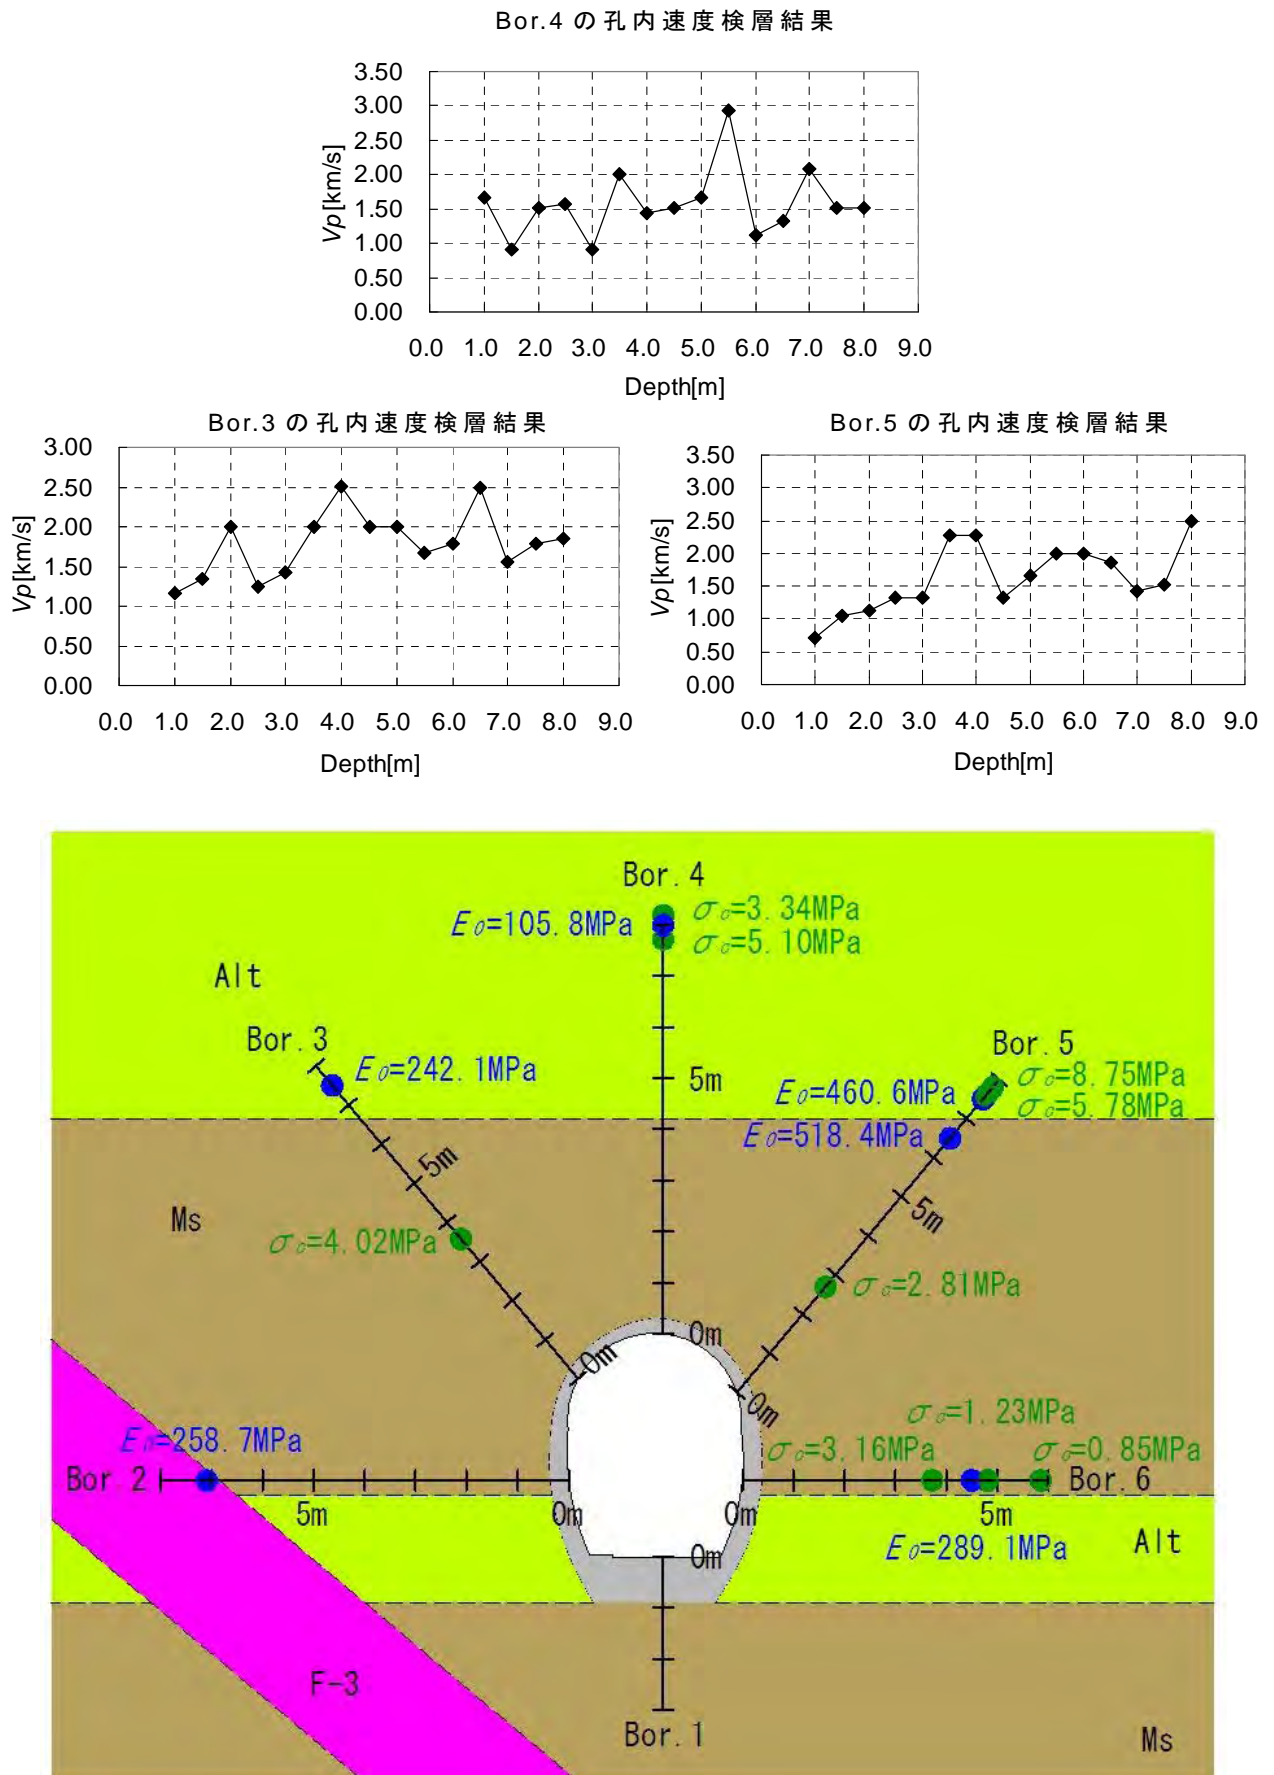 Bor.4 の孔内速度検層結果
3.50
3.00
2.50
2.00
1.50
1.00
0.50
0.00
Vp[km/s]
0.0 1.0 2.0 3.0 4.0 5.0 6.0 7.0 8.0 9.0
Depth[m]
Bor.3 の孔内速度検層結果
3.00
2.50
2.00
1.50
1.00
0.50
0.00
Vp[km/s]
0.0 1.0 2.0 3.0 4.0 5.0 6.0 7.0 8.0 9.0
Depth[m]
Bor.5 の孔内速度検層結果
3.50
3.00
2.50
2.00
1.50
1.00
0.50
0.00
Vp[km/s]
0.0 1.0 2.0 3.0 4.0 5.0 6.0 7.0 8.0 9.0
Depth[m]
Bor. 4
E0=105.8MPa
σc=3.34MPa
σc=5.10MPa
Alt
Bor. 3
E0=242.1MPa
5m
Bor. 5
σc=8.75MPa
E0=460.6MPa
σc=5.78MPa
E0=518.4MPa
5m
5m
Ms
σc=4.02MPa
σc=2.81MPa
0m
0m
0m
σc=1.23MPa
E0=258.7MPa
σc=3.16MPa
σc=0.85MPa
Bor. 2
Bor. 6
5m
0m
0m
5m
0m
E0=289.1MPa
Alt
F-3
Bor. 1
Ms